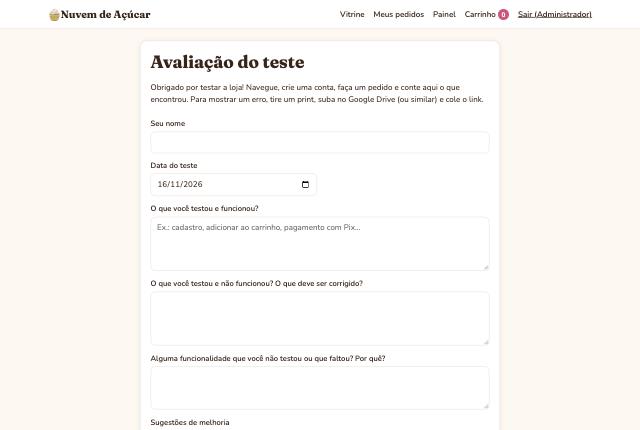 Nuvem de Açúcar
Vitrine Meus pedidos Painel Carrinho 0 Sair (Administrador)
Avaliação do teste
Obrigado por testar a loja! Navegue, crie uma conta, faça um pedido e conte aqui o que
encontrou. Para mostrar um erro, tire um print, suba no Google Drive (ou similar) e cole o link.
Seu nome
Data do teste
16/11/2026
O que você testou e funcionou?
Ex.: cadastro, adicionar ao carrinho, pagamento com Pix...
O que você testou e não funcionou? O que deve ser corrigido?
Alguma funcionalidade que você não testou ou que faltou? Por quê?
Sugestões de melhoria